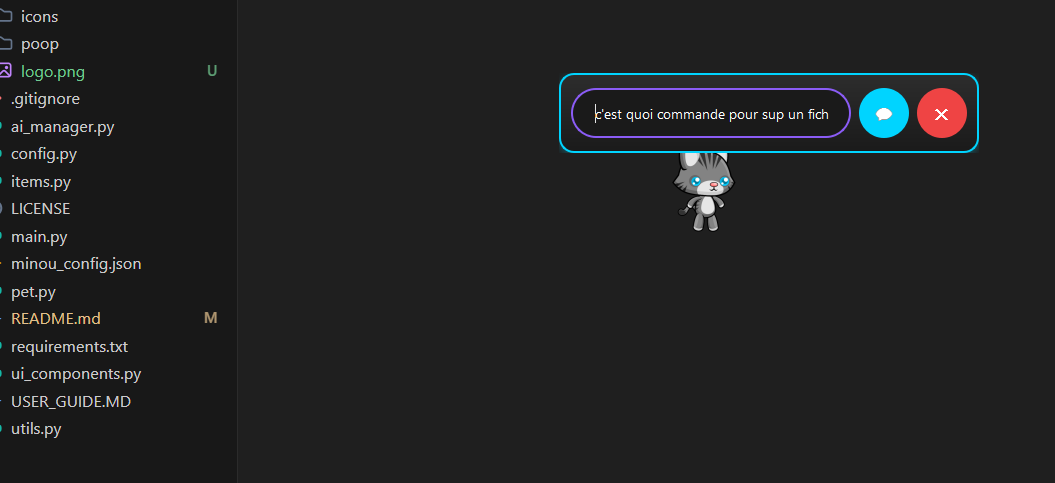 icons
poop
logo.png U
.gitignore
ai_manager.py
config.py
items.py
LICENSE
main.py
minou_config.json
pet.py
README.md M
requirements.txt
ui_components.py
USER_GUIDE.MD
utils.py
c'est quoi commande pour sup un fich